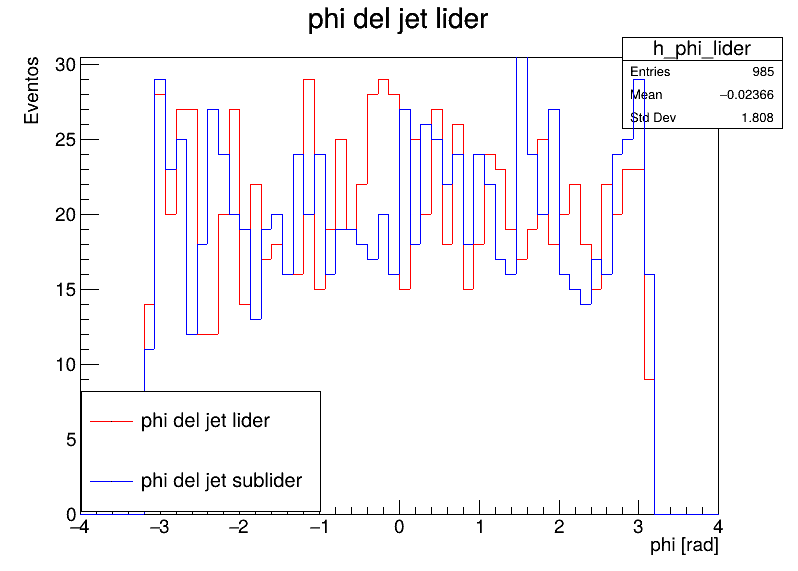 phi del jet lider
h_phi_lider
Entries 985
Mean −0.02366
Std Dev 1.808
Eventos
30
25
20
15
10
5
0
phi del jet lider
phi del jet sublider
−4 −3 −2 −1 0 1 2 3 4
phi [rad]